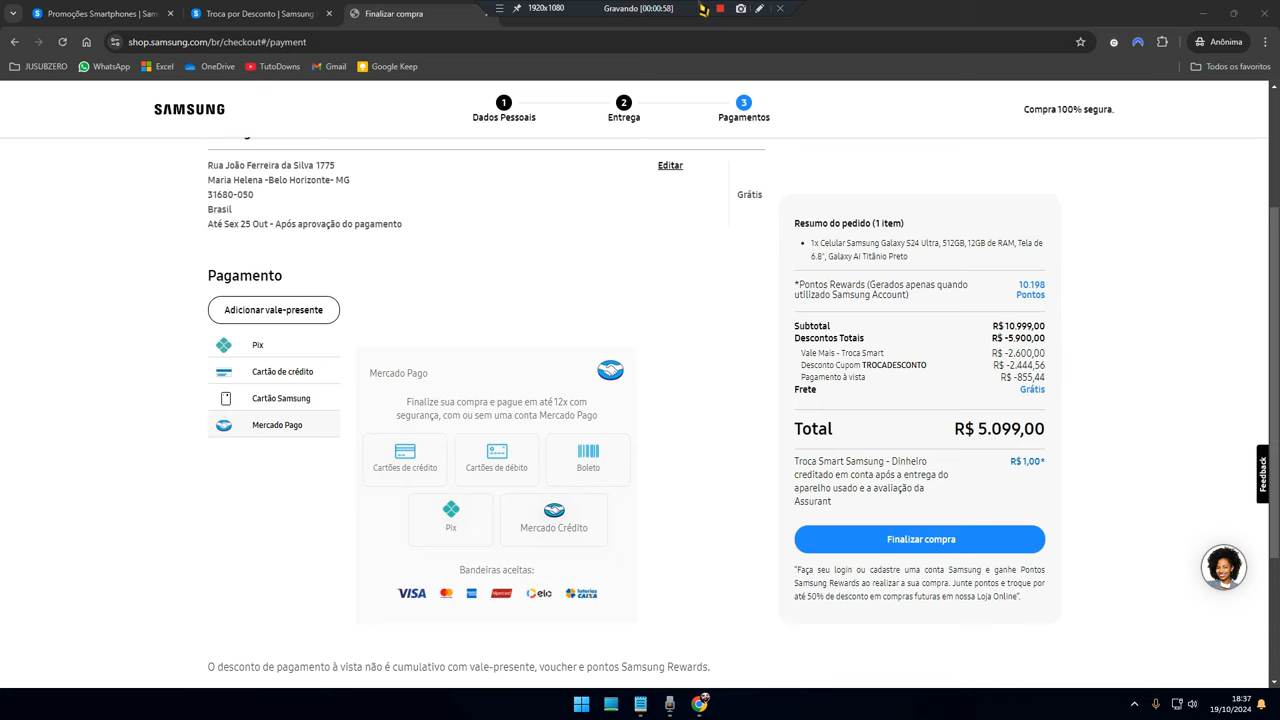 Promoções Smartphones | Sam
Troca por Desconto | Samsung
Finalizar compra
1920x1080
Gravando [00:00:58]
shop.samsung.com/br/checkout#/payment
Anônima
JUSUBZERO
WhatsApp
Excel
OneDrive
TutoDowns
Gmail
Google Keep
Todos os favoritos
SAMSUNG
1
2
3
Dados Pessoais
Entrega
Pagamentos
Compra 100% segura.
Rua João Ferreira da Silva 1775
Maria Helena -Belo Horizonte- MG
31680-050
Brasil
Até Sex 25 Out - Após aprovação do pagamento
Editar
Grátis
Pagamento
Adicionar vale-presente
Pix
Cartão de crédito
Cartão Samsung
Mercado Pago
Mercado Pago
Finalize sua compra e pague em até 12x com
segurança, com ou sem uma conta Mercado Pago
Cartões de crédito
Cartões de débito
Boleto
Pix
Mercado Crédito
Bandeiras aceitas:
VISA
elo
loterias
CAIXA
O desconto de pagamento à vista não é cumulativo com vale-presente, voucher e pontos Samsung Rewards.
Resumo do pedido (1 item)
1x Celular Samsung Galaxy S24 Ultra, 512GB, 12GB de RAM, Tela de
6.8", Galaxy AI Titânio Preto
*Pontos Rewards (Gerados apenas quando
utilizado Samsung Account)
10.198
Pontos
Subtotal R$ 10.999,00
Descontos Totais R$ -5.900,00
Vale Mais - Troca Smart R$ -2.600,00
Desconto Cupom TROCADESCONTO R$ -2.444,56
Pagamento à vista R$ -855,44
Frete Grátis
Total R$ 5.099,00
Troca Smart Samsung - Dinheiro R$ 1,00*
creditado em conta após a entrega do
aparelho usado e a avaliação da
Assurant
Finalizar compra
"Faça seu login ou cadastre uma conta Samsung e ganhe Pontos
Samsung Rewards ao realizar a sua compra. Junte pontos e troque por
até 50% de desconto em compras futuras em nossa Loja Online".
Feedback
18:37
19/10/2024